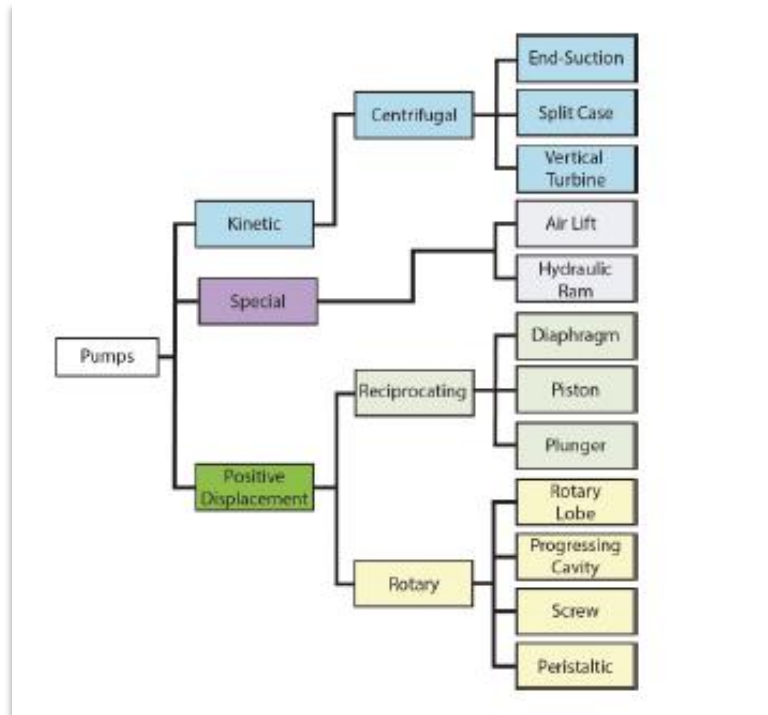 End-Suction
Centrifugal
Split Case
Vertical
Turbine
Kinetic
Air Lift
Special
Hydraulic
Ram
Pumps
Diaphragm
Reciprocating
Piston
Plunger
Positive
Displacement
Rotary
Lobe
Progressing
Cavity
Rotary
Screw
Peristaltic